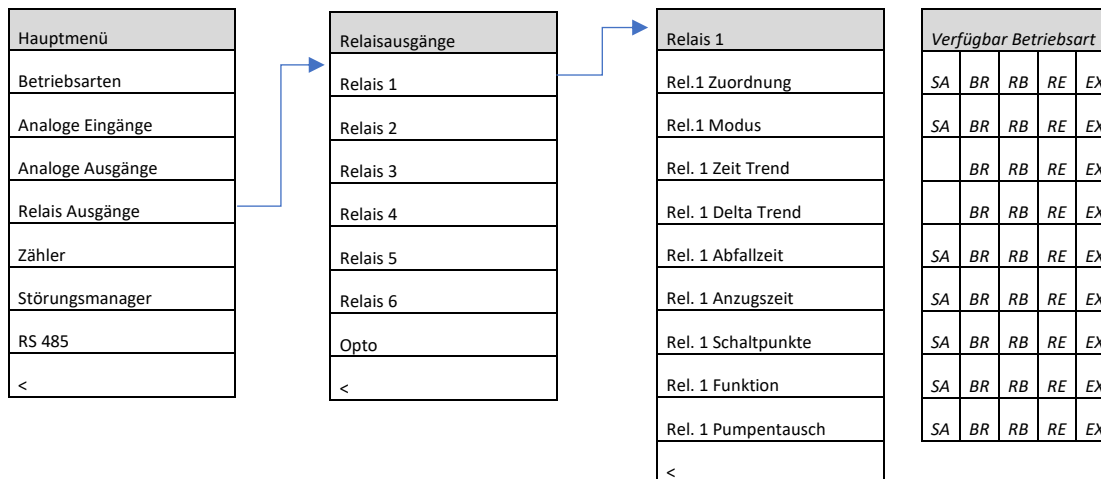 Hauptmenü
Betriebsarten
Analoge Eingänge
Analoge Ausgänge
Relais Ausgänge
Zähler
Störungsmanager
RS 485
<
Relaisausgänge
Relais 1
Relais 2
Relais 3
Relais 4
Relais 5
Relais 6
Opto
<
Relais 1
Rel.1 Zuordnung
Rel.1 Modus
Rel. 1 Zeit Trend
Rel. 1 Delta Trend
Rel. 1 Abfallzeit
Rel. 1 Anzugszeit
Rel. 1 Schaltpunkte
Rel. 1 Funktion
Rel. 1 Pumpentausch
<
Verfügbar Betriebsart
SA BR RB RE EX
SA BR RB RE EX
BR RB RE EX
BR RB RE EX
SA BR RB RE EX
SA BR RB RE EX
SA BR RB RE EX
SA BR RB RE EX
SA BR RB RE EX